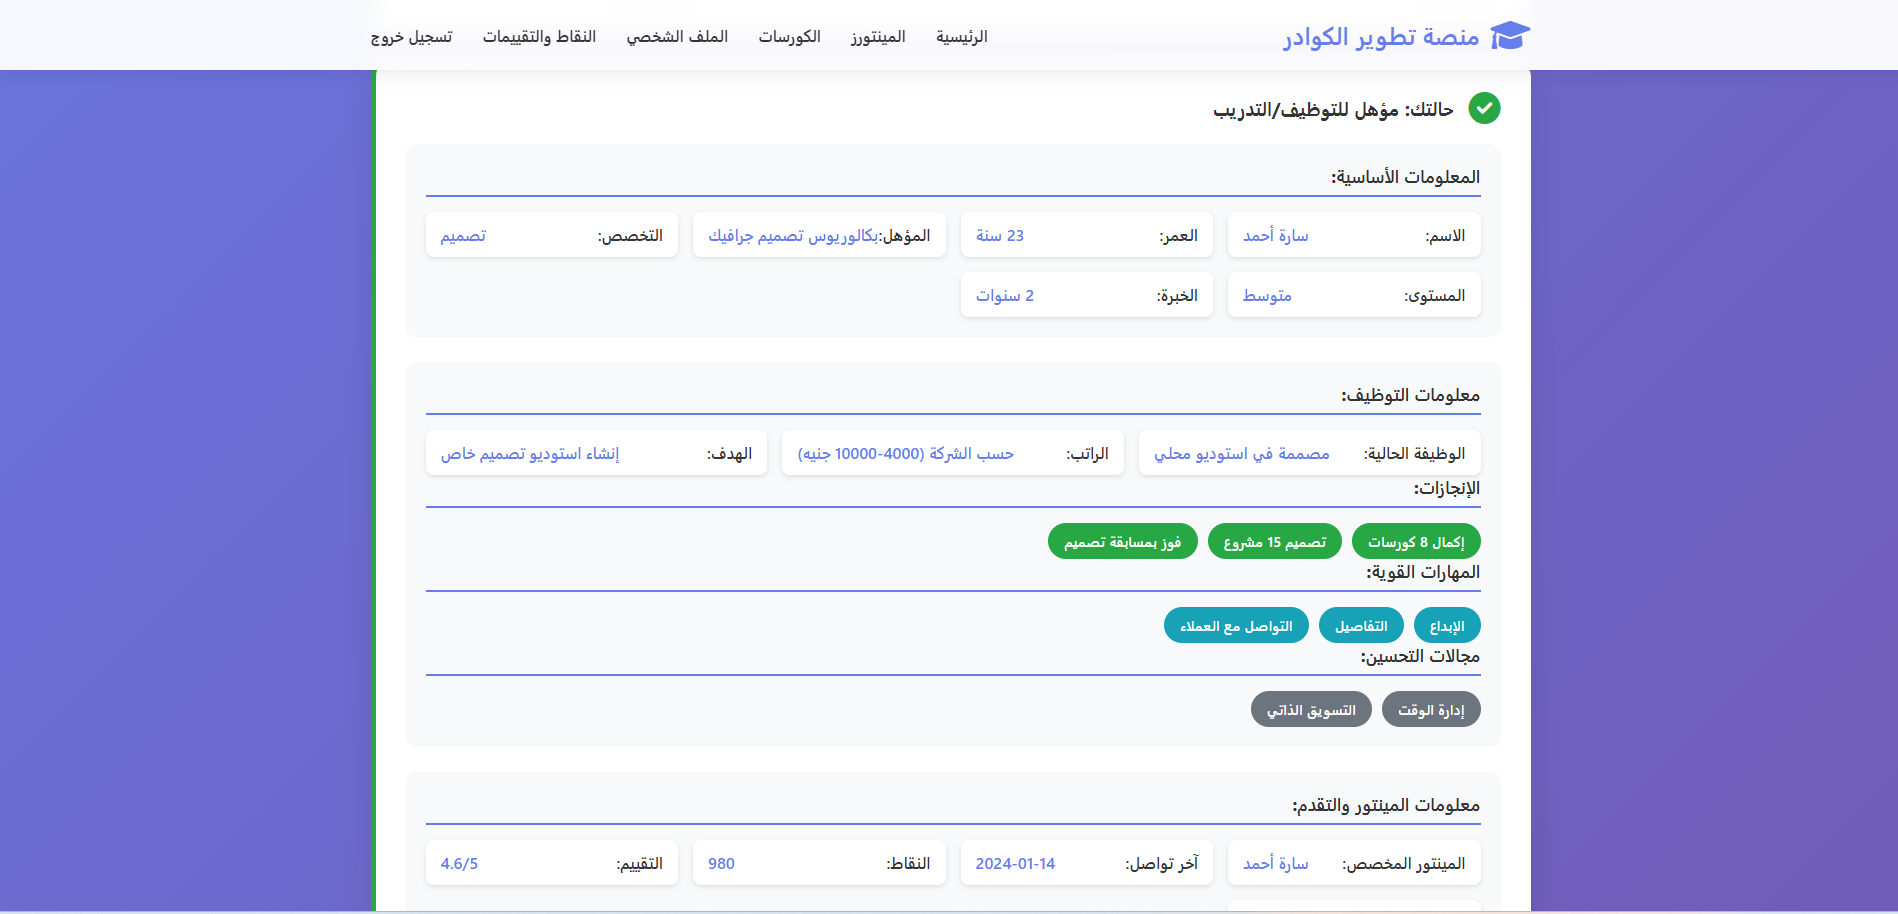 منصة تطوير الكوادر
الرئيسية المينتورز الكورسات الملف الشخصي النقاط والتقييمات تسجيل خروج
حالتك: مؤهل للتوظيف/التدريب
المعلومات الأساسية:
الاسم: سارة أحمد
العمر: 23 سنة
المؤهل: بكالوريوس تصميم جرافيك
التخصص: تصميم
المستوى: متوسط
الخبرة: 2 سنوات
معلومات التوظيف:
الوظيفة الحالية: مصممة في استوديو محلي
الراتب: حسب الشركة (4000-10000 جنيه)
الهدف: إنشاء استوديو تصميم خاص
الإنجازات:
إكمال 8 كورسات
تصميم 15 مشروع
فوز بمسابقة تصميم
المهارات القوية:
الإبداع
التفاصيل
التواصل مع العملاء
مجالات التحسين:
إدارة الوقت
التسويق الذاتي
معلومات المينتور والتقدم:
المينتور المخصص: سارة أحمد
آخر تواصل: 2024-01-14
النقاط: 980
التقييم: 4.6/5